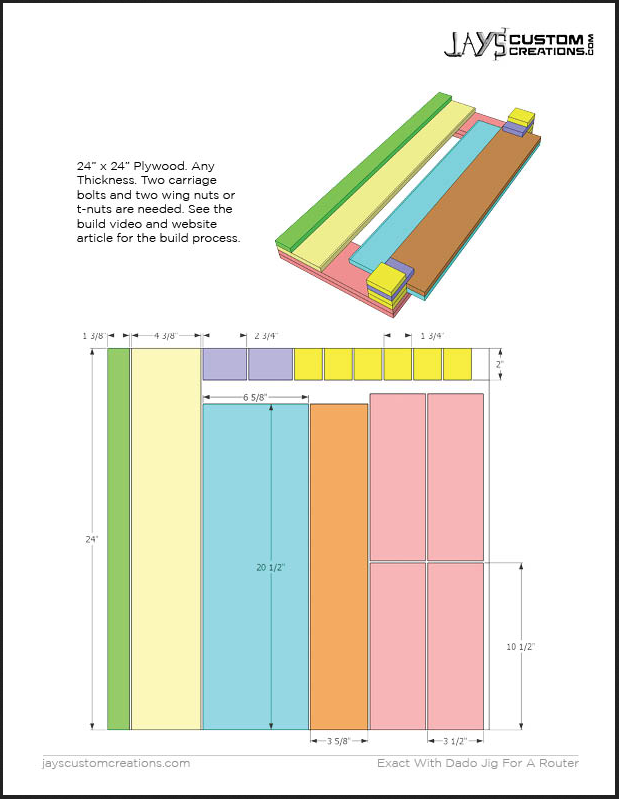 JAYS CUSTOM
CREATIONS.COM
24” x 24” Plywood. Any
Thickness. Two carriage
bolts and two wing nuts or
t-nuts are needed. See the
build video and website
article for the build process.
1 3/8" 4 3/8" 2 3/4" 1 3/4"
2"
6 5/8"
24"
20 1/2"
10 1/2"
3 5/8" 3 1/2"
jayscustomcreations.com Exact With Dado Jig For A Router